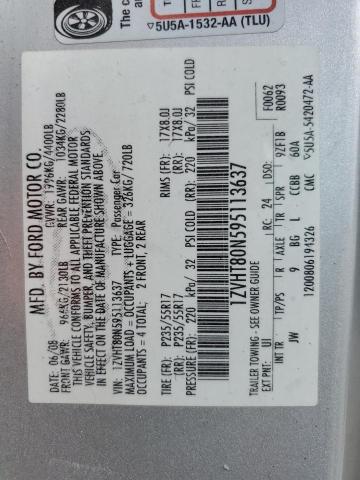 5U5A-1532-AA (TLU)
MFD. BY FORD MOTOR CO.
06/08 GVWR: 1996KG/4400LB
FRONT GAWR: 966KG/2130LB REAR GAWR: 1034KG/2280LB
THIS VEHICLE CONFORMS TO ALL APPLICABLE FEDERAL MOTOR
VEHICLE SAFETY, BUMPER, AND THEFT PREVENTION STANDARDS
IN EFFECT ON THE DATE OF MANUFACTURE SHOWN ABOVE.
VIN: 1ZVHT80N595113637 TYPE: Passenger Car
MAXIMUM LOAD = OCCUPANTS + LUGGAGE = 326KG / 720LB
OCCUPANTS = 4 TOTAL; 2 FRONT, 2 REAR
TIRE (FR): P235/55R17 RIMS (FR): 17X8.0J
(RR): P235/55R17 (RR): 17X8.0J
PRESSURE (FR): 220 kPa/ 32 PSI COLD (RR): 220 kPa/ 32 PSI COLD
1ZVHT80N595113637
TRAILER TOWING - SEE OWNER'S MANUAL F0062
EXT PNT: UJ RC: 24 DSO: R0093
INT TR TP/PS R AXLE TR SPR
JW 9 BG L CCBB 60A
9ZF1B
12000806194326 CMC 5U5A-5420472-AA